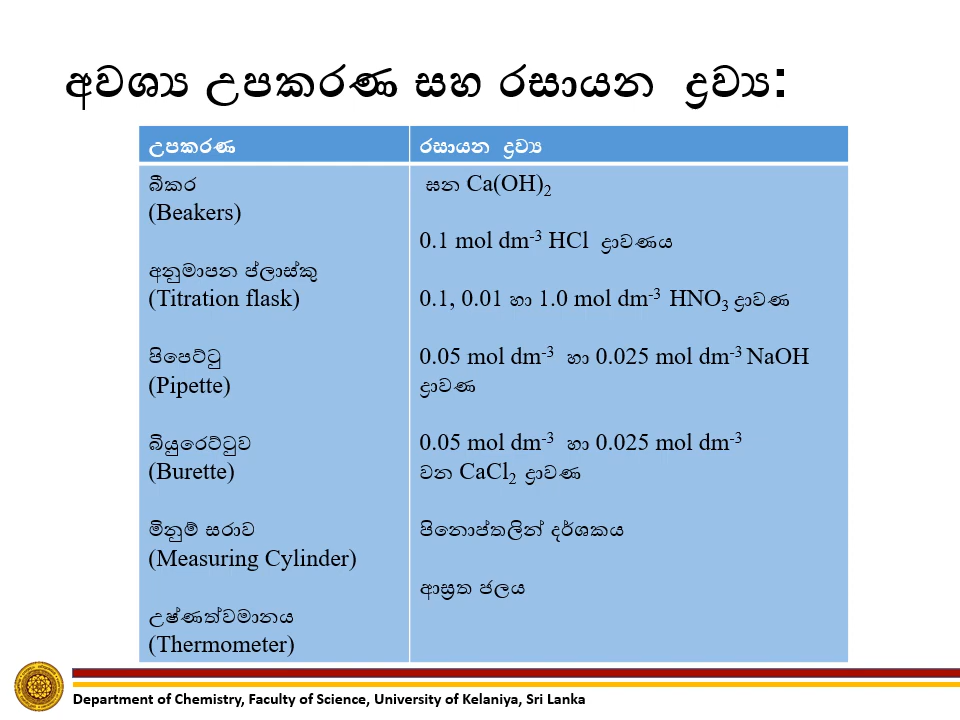 අවශ්‍ය උපකරණ සහ රසායන ද්‍රව්‍ය:
උපකරණ
රසායන ද්‍රව්‍ය
බීකර
(Beakers)
අනුමාපන ප්ලාස්කු
(Titration flask)
පිපෙට්ටු
(Pipette)
බියුරෙට්ටුව
(Burette)
මිනුම් සරාව
(Measuring Cylinder)
උෂ්ණත්වමානය
(Thermometer)
ඝන Ca(OH)₂
0.1 mol dm⁻³ HCl ද්‍රාවණය
0.1, 0.01 හා 1.0 mol dm⁻³ HNO₃ ද්‍රාවණ
0.05 mol dm⁻³ හා 0.025 mol dm⁻³ NaOH
ද්‍රාවණ
0.05 mol dm⁻³ හා 0.025 mol dm⁻³
වන CaCl₂ ද්‍රාවණ
පිනොප්තලින් දර්ශකය
ආස්‍රැත ජලය
Department of Chemistry, Faculty of Science, University of Kelaniya, Sri Lanka